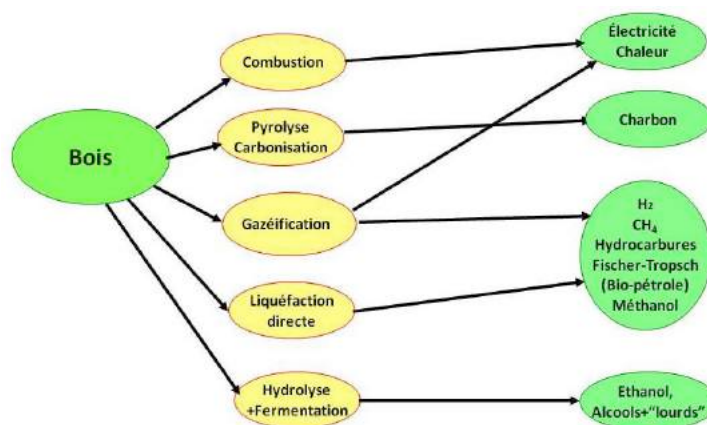 Bois
Combustion
Pyrolyse
Carbonisation
Gazéification
Liquéfaction
directe
Hydrolyse
+Fermentation
Électricité
Chaleur
Charbon
H₂
CH₄
Hydrocarbures
Fischer-Tropsch
(Bio-pétrole)
Méthanol
Ethanol,
Alcools+“lourds”